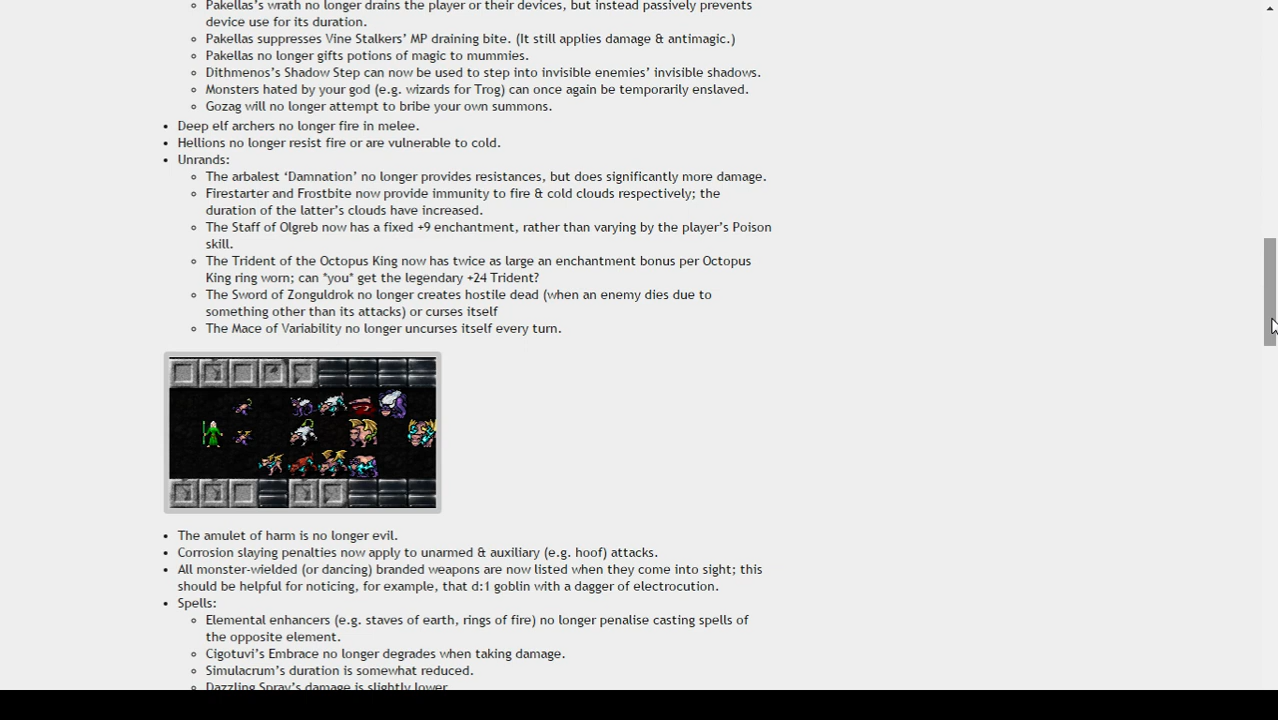 Pakellas’s wrath no longer drains the player or their devices, but instead passively prevents
device use for its duration.
Pakellas suppresses Vine Stalkers’ MP draining bite. (It still applies damage & antimagic.)
Pakellas no longer gifts potions of magic to mummies.
Dithmenos’s Shadow Step can now be used to step into invisible enemies’ invisible shadows.
Monsters hated by your god (e.g. wizards for Trog) can once again be temporarily enslaved.
Gozag will no longer attempt to bribe your own summons.
Deep elf archers no longer fire in melee.
Hellions no longer resist fire or are vulnerable to cold.
Unrands:
The arbalest ‘Damnation’ no longer provides resistances, but does significantly more damage.
Firestarter and Frostbite now provide immunity to fire & cold clouds respectively; the
duration of the latter’s clouds have increased.
The Staff of Olgreb now has a fixed +9 enchantment, rather than varying by the player’s Poison
skill.
The Trident of the Octopus King now has twice as large an enchantment bonus per Octopus
King ring worn; can *you* get the legendary +24 Trident?
The Sword of Zonguldrok no longer creates hostile dead (when an enemy dies due to
something other than its attacks) or curses itself
The Mace of Variability no longer uncurses itself every turn.
The amulet of harm is no longer evil.
Corrosion slaying penalties now apply to unarmed & auxiliary (e.g. hoof) attacks.
All monster-wielded (or dancing) branded weapons are now listed when they come into sight; this
should be helpful for noticing, for example, that d:1 goblin with a dagger of electrocution.
Spells:
Elemental enhancers (e.g. staves of earth, rings of fire) no longer penalise casting spells of
the opposite element.
Cigotuvi’s Embrace no longer degrades when taking damage.
Simulacrum’s duration is somewhat reduced.
Dazzling Spray’s damage is slightly lower